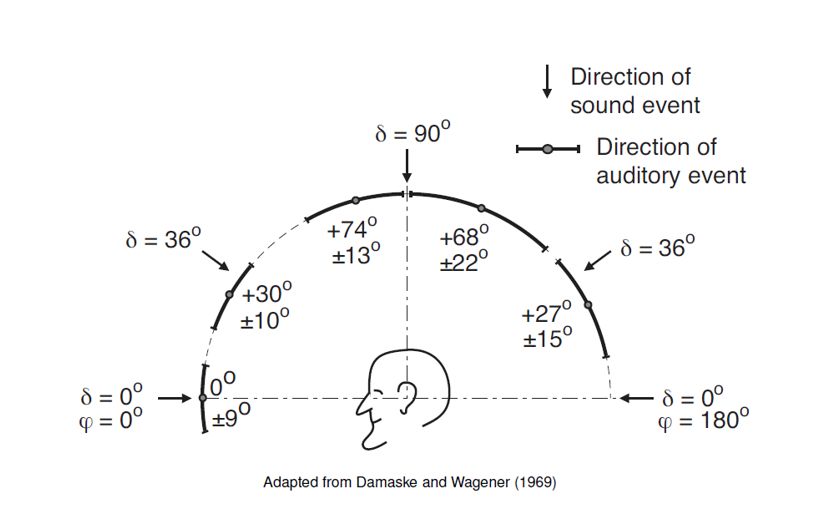 Direction of
sound event
δ = 90°
Direction of
auditory event
+74°
±13°
+68°
±22°
δ = 36°
δ = 36°
+30°
±10°
+27°
±15°
0°
±9°
δ = 0°
φ = 0°
δ = 0°
φ = 180°
Adapted from Damaske and Wagener (1969)